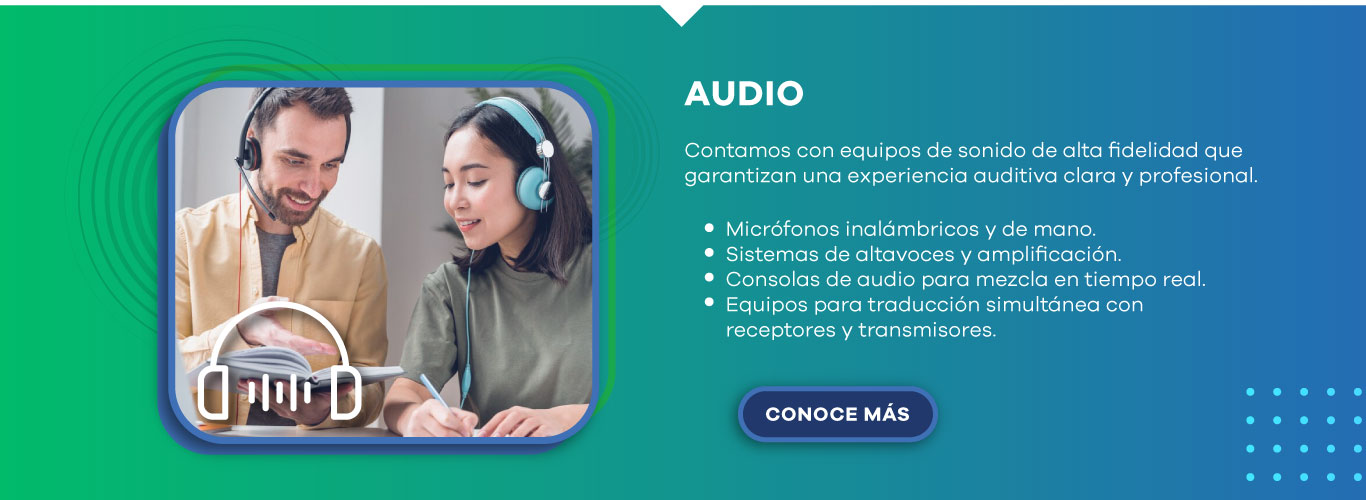 AUDIO
Contamos con equipos de sonido de alta fidelidad que
garantizan una experiencia auditiva clara y profesional.
• Micrófonos inalámbricos y de mano.
• Sistemas de altavoces y amplificación.
• Consolas de audio para mezcla en tiempo real.
• Equipos para traducción simultánea con
receptores y transmisores.
CONOCE MÁS